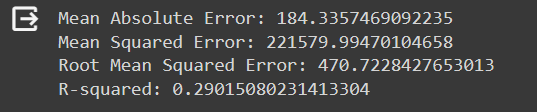 Mean Absolute Error: 184.3357469092235
Mean Squared Error: 221579.99470104658
Root Mean Squared Error: 470.7228427653013
R-squared: 0.29015080231413304